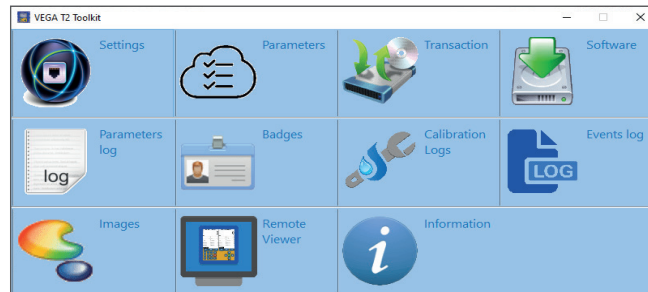 VEGA T2 Toolkit
Settings
Parameters
Transaction
Software
Parameters
log
log
Badges
Calibration
Logs
Events log
LOG
Images
Remote
Viewer
Information
i